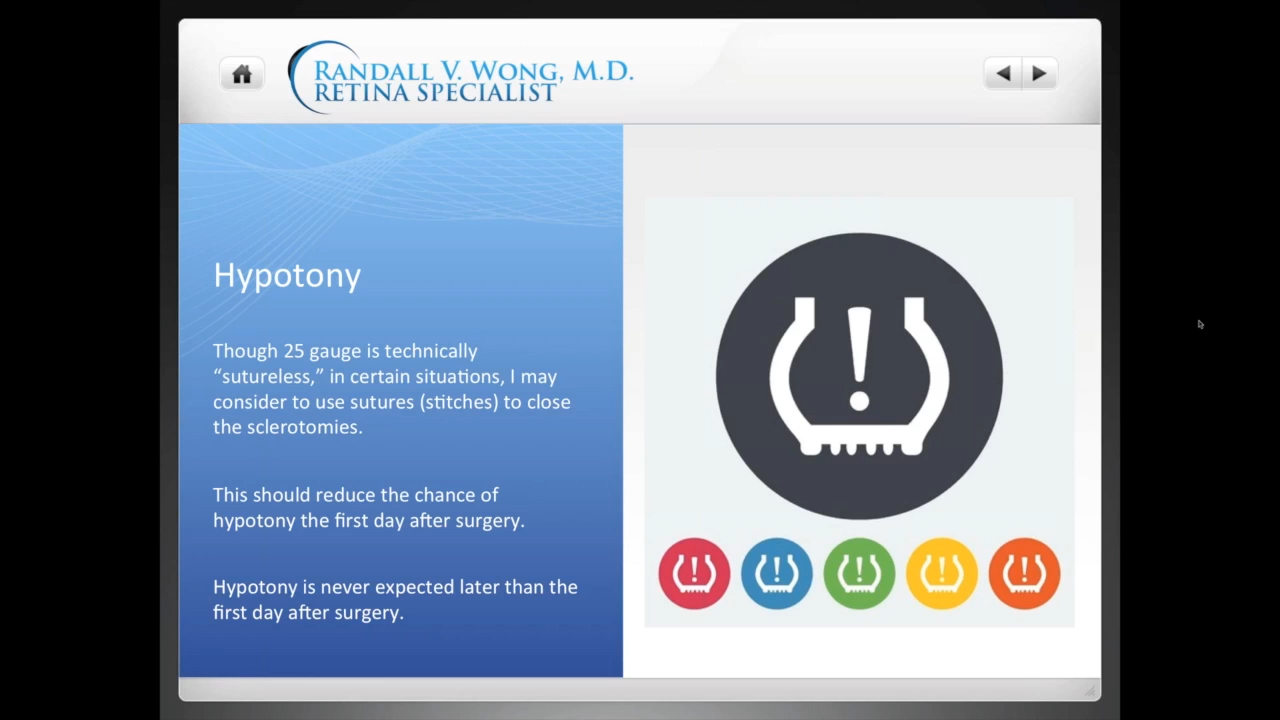 RANDALL V. WONG, M.D.
RETINA SPECIALIST
Hypotony
Though 25 gauge is technically
“sutureless,” in certain situations, I may
consider to use sutures (stitches) to close
the sclerotomies.
This should reduce the chance of
hypotony the first day after surgery.
Hypotony is never expected later than the
first day after surgery.